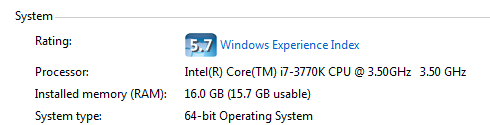 System
Rating: 5.7 Windows Experience Index
Processor: Intel(R) Core(TM) i7-3770K CPU @ 3.50GHz 3.50 GHz
Installed memory (RAM): 16.0 GB (15.7 GB usable)
System type: 64-bit Operating System